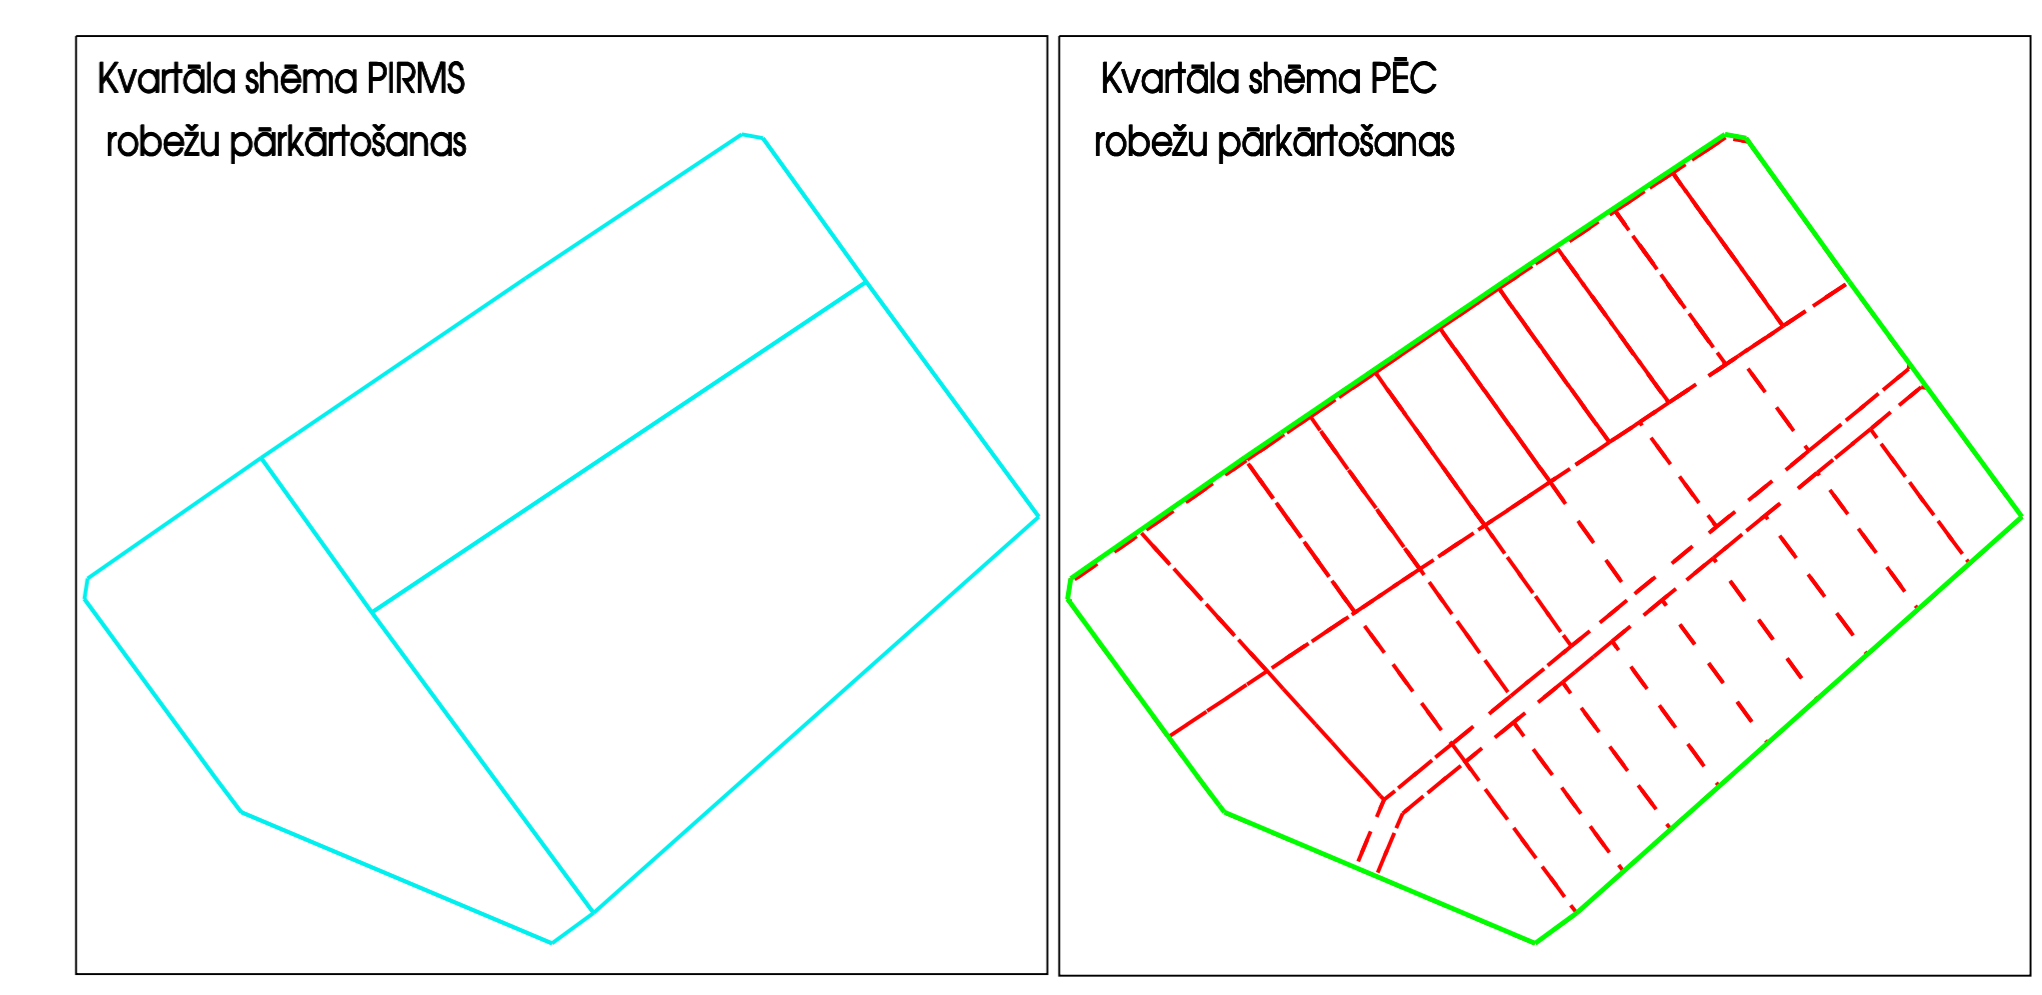 Kvartāla shēma PIRMS
robežu pārkārtošanas
Kvartāla shēma PĒC
robežu pārkārtošanas